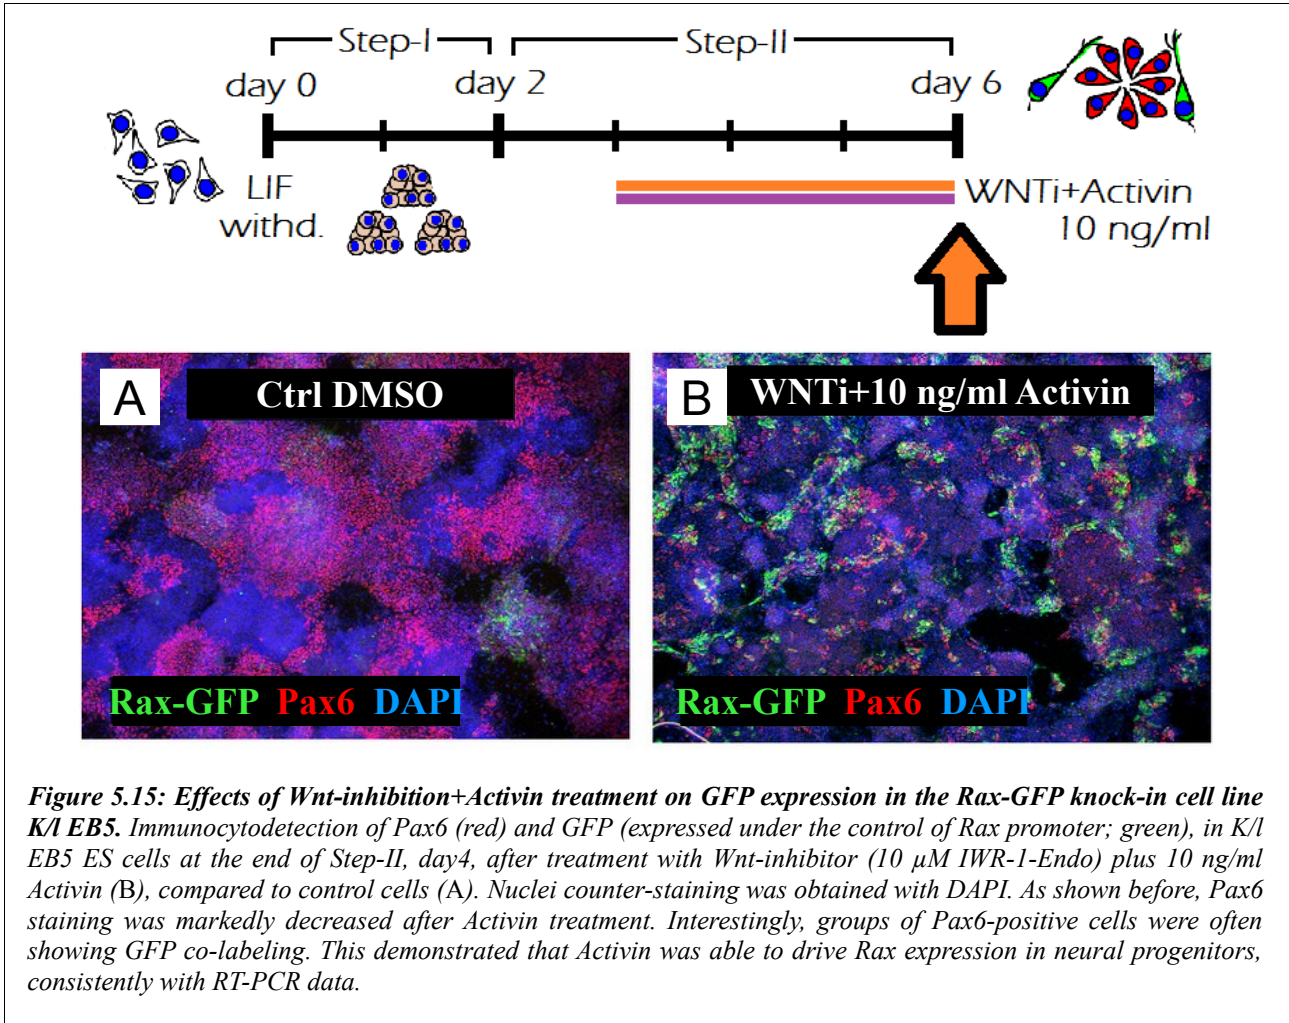 Step-I Step-II
day 0 day 2 day 6
LIF
withd.
WNTi+Activin
10 ng/ml
A Ctrl DMSO
B WNTi+10 ng/ml Activin
Rax-GFP Pax6 DAPI
Rax-GFP Pax6 DAPI
Figure 5.15: Effects of Wnt-inhibition+Activin treatment on GFP expression in the Rax-GFP knock-in cell line
K/I EB5. Immunocytodetection of Pax6 (red) and GFP (expressed under the control of Rax promoter; green), in K/I
EB5 ES cells at the end of Step-II, day4, after treatment with Wnt-inhibitor (10 µM IWR-1-Endo) plus 10 ng/ml
Activin (B), compared to control cells (A). Nuclei counter-staining was obtained with DAPI. As shown before, Pax6
staining was markedly decreased after Activin treatment. Interestingly, groups of Pax6-positive cells were often
showing GFP co-labeling. This demonstrated that Activin was able to drive Rax expression in neural progenitors,
consistently with RT-PCR data.